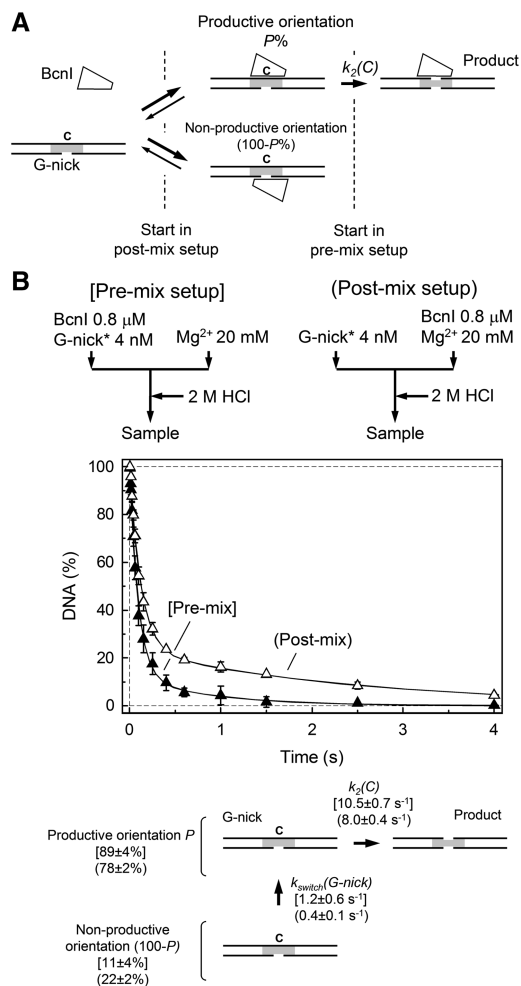 A
Productive orientation
P%
BcnI
C
k2(C)
Product
C
G-nick
Non-productive orientation
(100-P%)
C
Start in
post-mix setup
Start in
pre-mix setup
B
[Pre-mix setup]
(Post-mix setup)
BcnI 0.8 μM
G-nick* 4 nM
Mg2+ 20 mM
G-nick* 4 nM
BcnI 0.8 μM
Mg2+ 20 mM
2 M HCl
2 M HCl
Sample
Sample
100
80
60
40
20
0
DNA (%)
[Pre-mix]
(Post-mix)
0
1
2
3
4
Time (s)
k2(C)
[10.5±0.7 s-1]
(8.0±0.4 s-1)
G-nick
Product
C
Productive orientation P
[89±4%]
(78±2%)
kswitch(G-nick)
[1.2±0.6 s-1]
(0.4±0.1 s-1)
Non-productive
orientation (100-P)
[11±4%]
(22±2%)
C